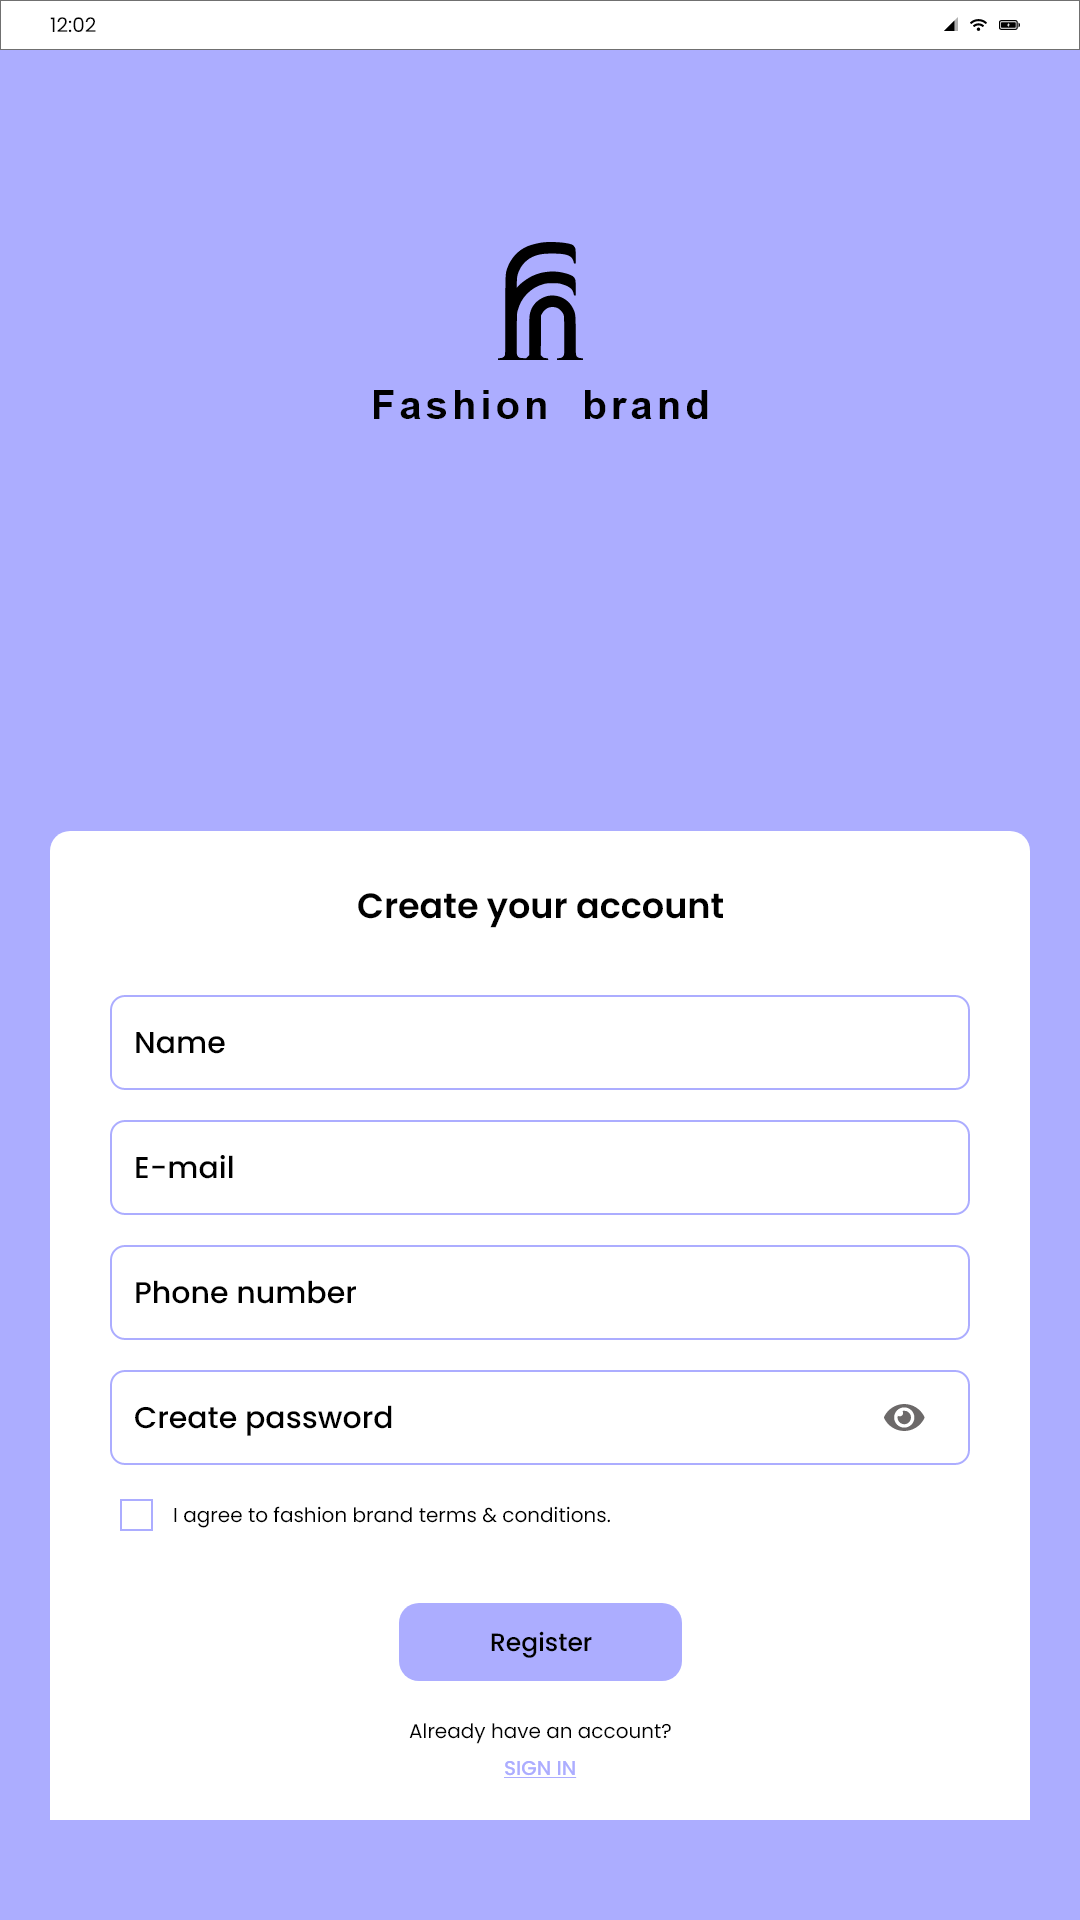 12:02
Fashion brand
Create your account
Name
E-mail
Phone number
Create password
I agree to fashion brand terms & conditions.
Register
Already have an account?
SIGN IN